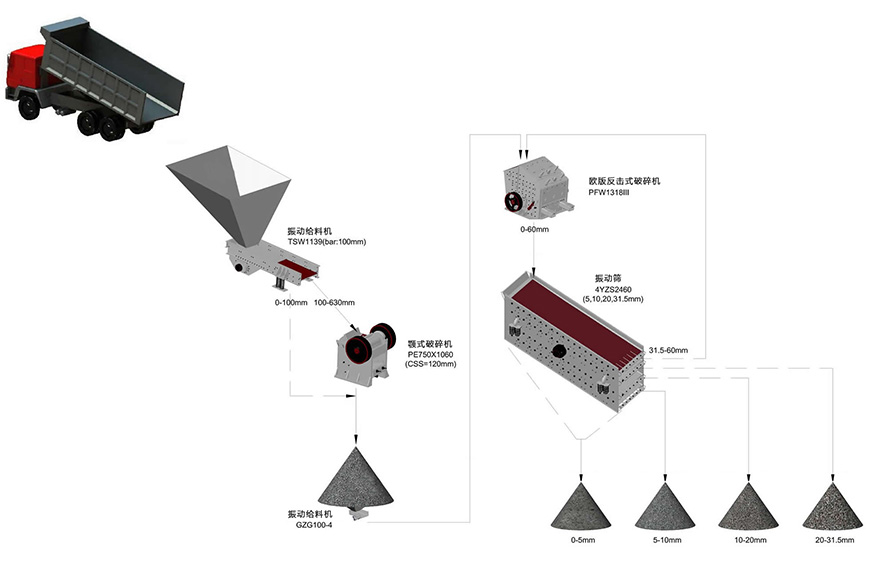 振动给料机
TSW1139(bar:100mm)
0-100mm
100-630mm
颚式破碎机
PE750X1060
(CSS=120mm)
振动给料机
GZG100-4
欧版反击式破碎机
PFW1318III
0-60mm
振动筛
4YZS2460
(5,10,20,31.5mm)
31.5-60mm
0-5mm
5-10mm
10-20mm
20-31.5mm